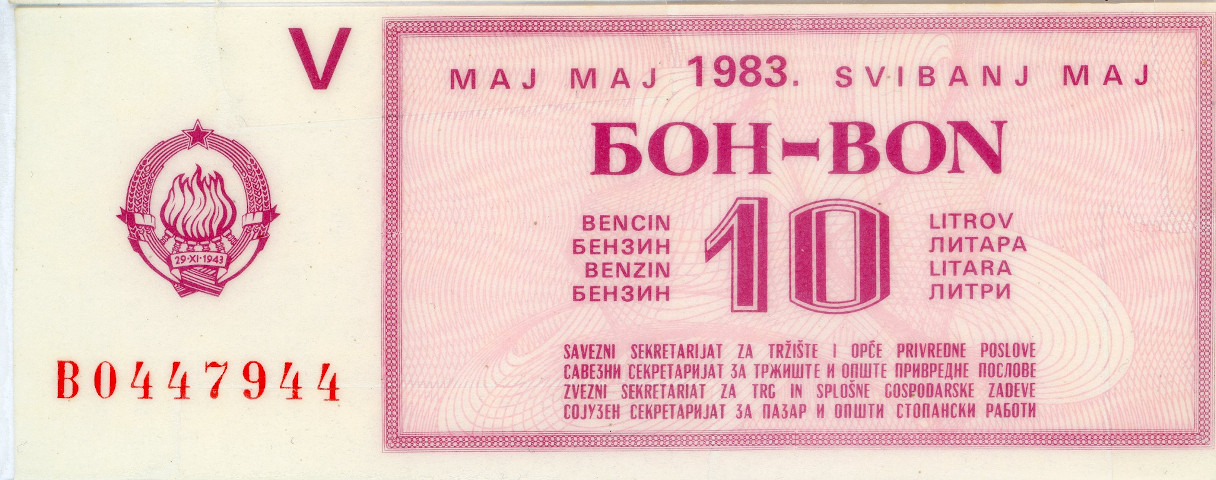 V
МАЈ МАЈ 1983. SVIBANJ MAJ
БОН-BON
BENCIN
БЕНЗИН
BENZIN
БЕНЗИН
10
LITROV
ЛИТАРА
LITARA
ЛИТРИ
29·XI·1943
B0447944
SAVEZNI SEKRETARIJAT ZA TRŽIŠTE I OPĆE PRIVREDNE POSLOVE
САВЕЗНИ СЕКРЕТАРИЈАТ ЗА ТРЖИШТЕ И ОПШТЕ ПРИВРЕДНЕ ПОСЛОВЕ
ZVEZNI SEKRETARIAT ZA TRG IN SPLOŠNE GOSPODARSKE ZADEVE
СОЈУЗЕН СЕКРЕТАРИЈАТ ЗА ПАЗАР И ОПШТИ СТОПАНСКИ РАБОТИ